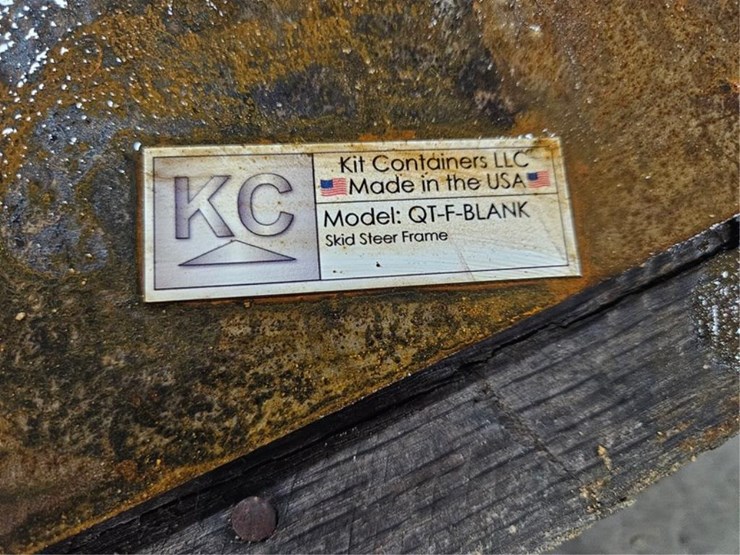 KC
Kit Containers LLC
Made in the USA
Model: QT-F-BLANK
Skid Steer Frame